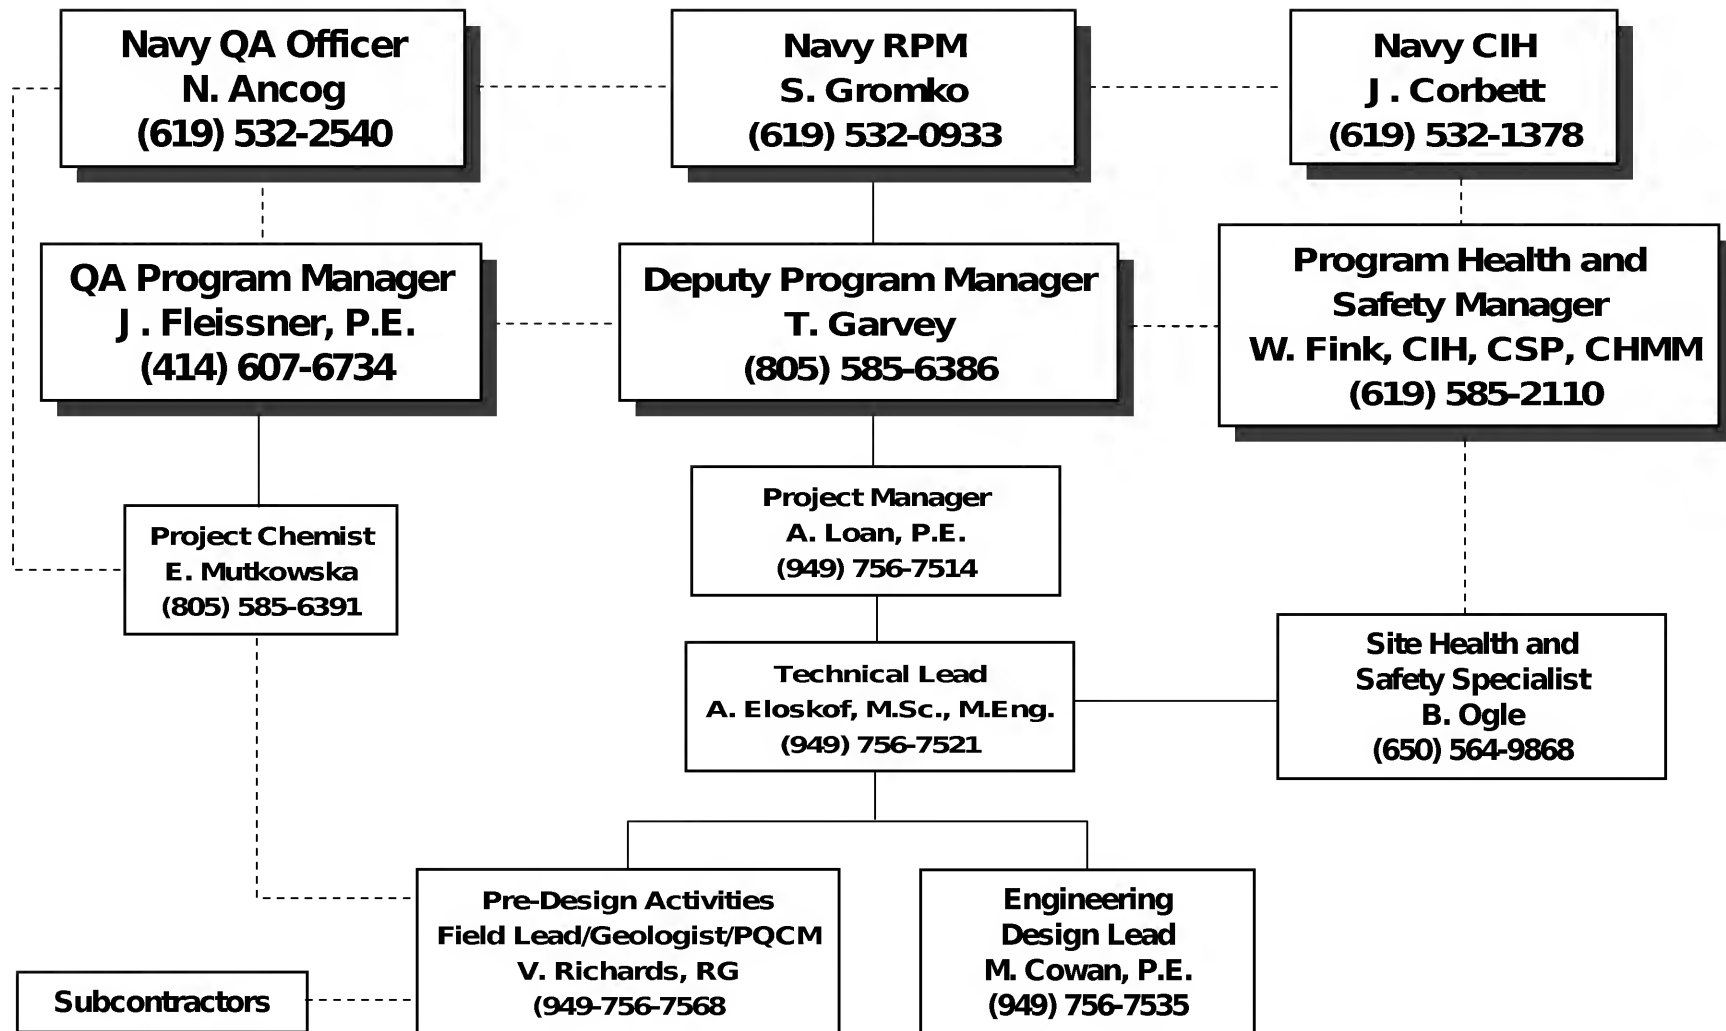 Navy QA Officer
N. Ancog
(619) 532-2540
Navy RPM
S. Gromko
(619) 532-0933
Navy CIH
J. Corbett
(619) 532-1378
QA Program Manager
J. Fleissner, P.E.
(414) 607-6734
Deputy Program Manager
T. Garvey
(805) 585-6386
Program Health and
Safety Manager
W. Fink, CIH, CSP, CHMM
(619) 585-2110
Project Chemist
E. Mutkowska
(805) 585-6391
Project Manager
A. Loan, P.E.
(949) 756-7514
Technical Lead
A. Eloskof, M.Sc., M.Eng.
(949) 756-7521
Site Health and
Safety Specialist
B. Ogle
(650) 564-9868
Pre-Design Activities
Field Lead/Geologist/PQCM
V. Richards, RG
(949-756-7568
Engineering
Design Lead
M. Cowan, P.E.
(949) 756-7535
Subcontractors